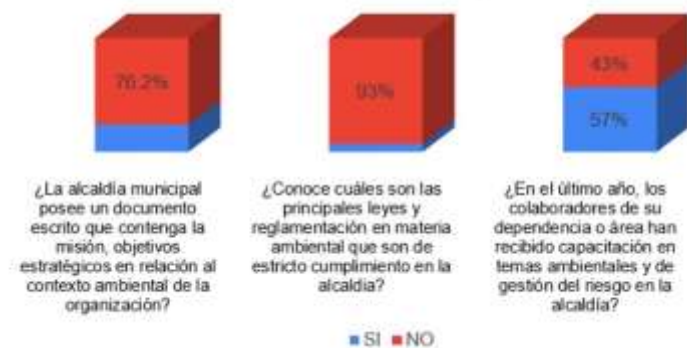 76.2%
93%
43%
57%
¿La alcaldía municipal
posee un documento
escrito que contenga la
misión, objetivos
estratégicos en relación al
contexto ambiental de la
organización?
¿Conoce cuáles son las
principales leyes y
reglamentación en materia
ambiental que son de
estricto cumplimiento en la
alcaldía?
¿En el último año, los
colaboradores de su
dependencia o área han
recibido capacitación en
temas ambientales y de
gestión del riesgo en la
alcaldía?
SI NO